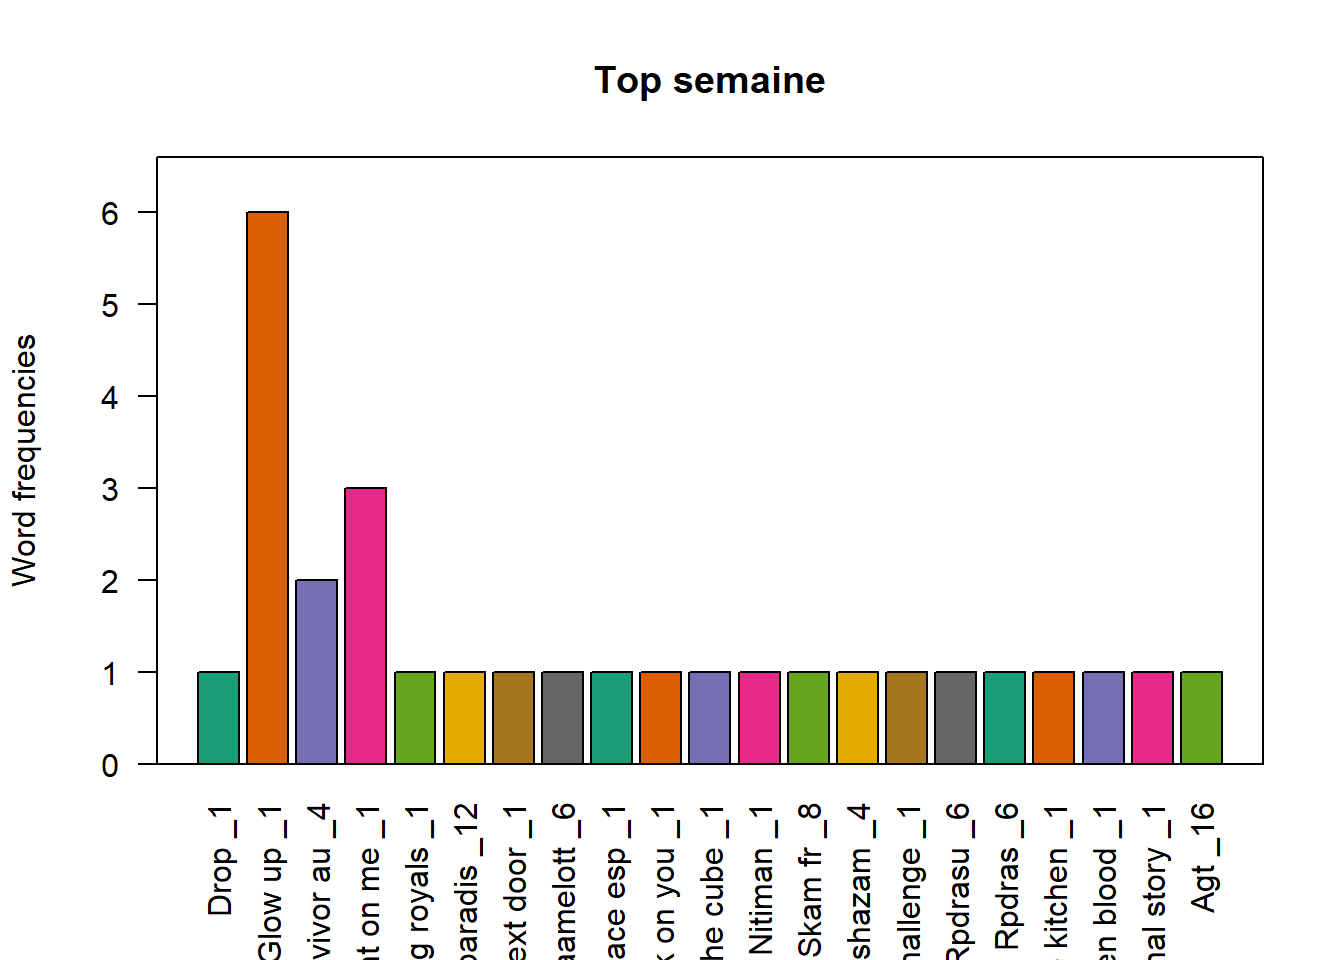 Top semaine
Word frequencies
6
5
4
3
2
1
0
Drop _1
Glow up _1
vivor au _4
at on me _1
g royals _1
paradis _12
ext door _1
aamelott _6
ace esp _1
k on you _1
he cube _1
Nitiman _1
Skam fr _8
shazam _4
hallenge _1
Rpdrasu _6
Rpdras _6
kitchen _1
en blood _1
nal story _1
Agt _16